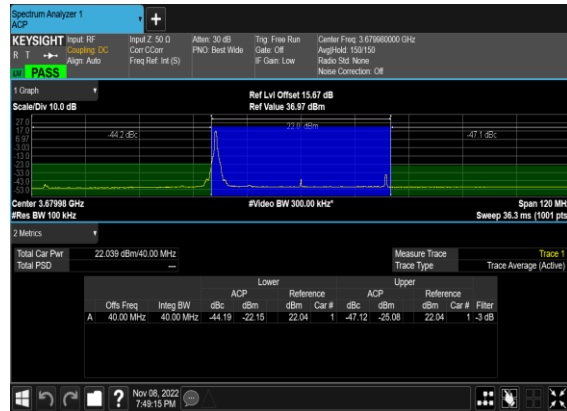 Spectrum Analyzer 1
ACP
KEYSIGHT Input: RF Input Z: 50 Ω Atten: 30 dB Trig: Free Run Center Freq: 3.679980000 GHz
R T Coupling: DC Corr CCorr PNO: Best Wide Gate: Off Avg|Hold: 150/150
Align: Auto Freq Ref: Int (S) IF Gain: Low Radio Std: None
PASS Noise Correction: Off
1 Graph
Ref Lvl Offset 15.67 dB
Scale/Div 10.0 dB Ref Value 36.97 dBm
27.0
17.0 -44.2 dBc 22.0 dBm -47.1 dBc
6.97
-3.03
-13.0
-23.0
-33.0
-43.0
-53.0
Center 3.67998 GHz #Video BW 300.00 kHz* Span 120 MHz
#Res BW 100 kHz Sweep 36.3 ms (1001 pts
2 Metrics
Total Car Pwr 22.039 dBm/40.00 MHz Measure Trace Trace 1
Total PSD --- Trace Type Trace Average (Active)
Lower Upper
ACP Reference ACP Reference
Offs Freq Integ BW dBc dBm dBm Car # dBc dBm dBm Car # Filter
A 40.00 MHz 40.00 MHz -44.19 -22.15 22.04 1 -47.12 -25.08 22.04 1 -3 dB
Nov 08, 2022
7:49:15 PM